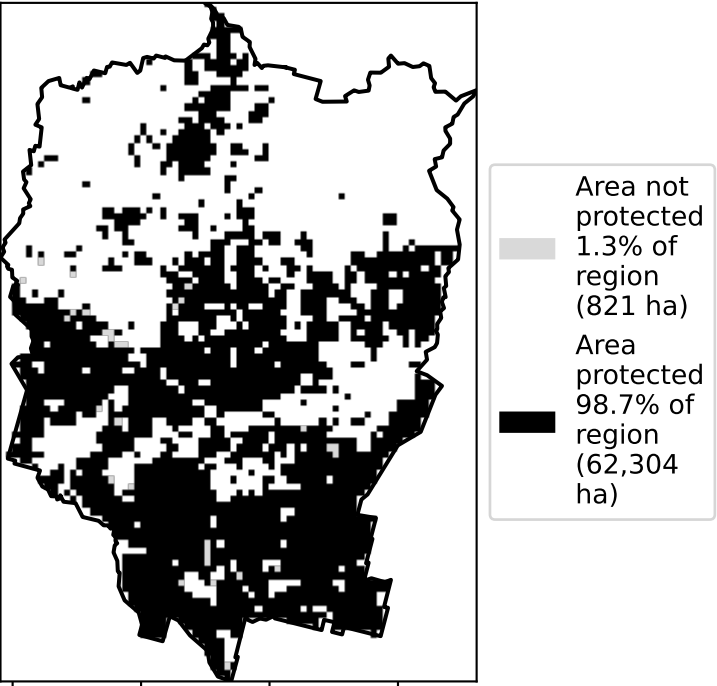 Area not
protected
1.3% of
region
(821 ha)
Area
protected
98.7% of
region
(62,304
ha)